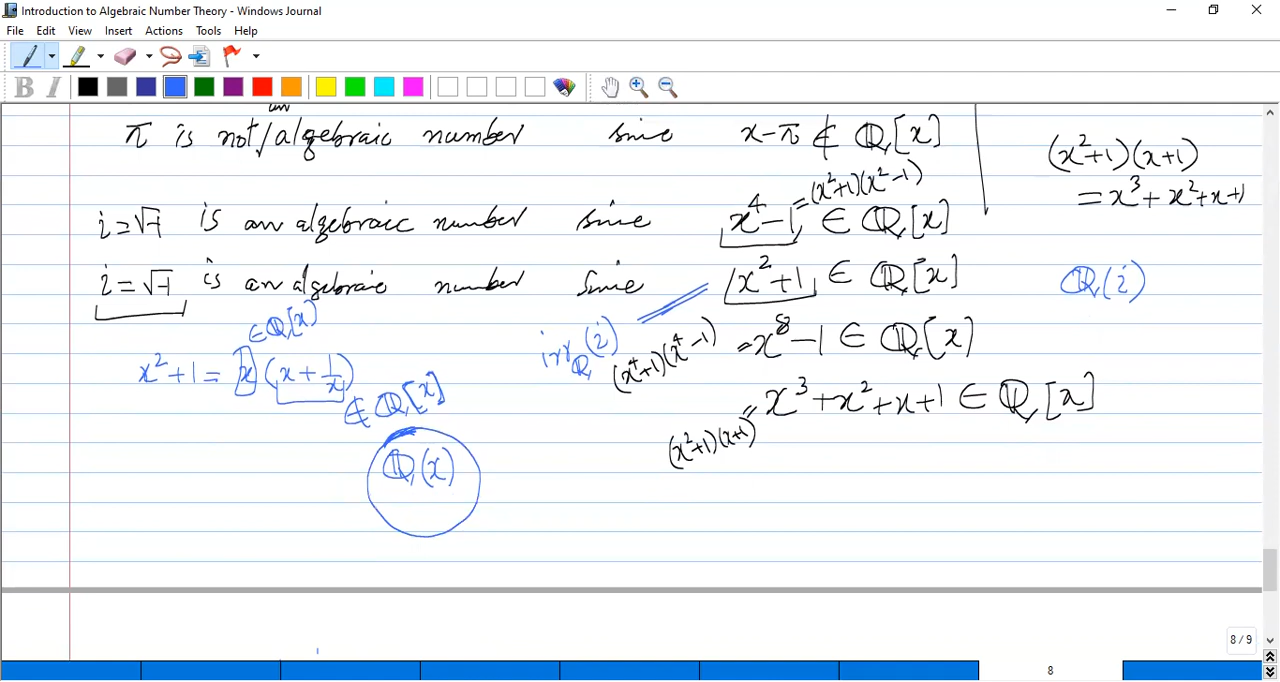 Introduction to Algebraic Number Theory - Windows Journal
File Edit View Insert Actions Tools Help
B I
an
π is not/algebraic number since x-π ∉ ℚ[x]
(x²+1)(x+1)
= x³+x²+x+1
i=√-1 is an algebraic number since x⁴-1 ∈ ℚ[x]
=(x²+1)(x²-1)
i=√-1 is an algebraic number since x²+1 ∈ ℚ[x]
ℚ(i)
∈ℚ[x]
irr_ℚ(i)
(x⁴+1)(x⁴-1) = x⁸-1 ∈ ℚ[x]
x²+1 = x(x+1/x)
∉ ℚ[x]
(x²+1)(x+1) = x³+x²+x+1 ∈ ℚ[x]
ℚ(x)
8 / 9
8